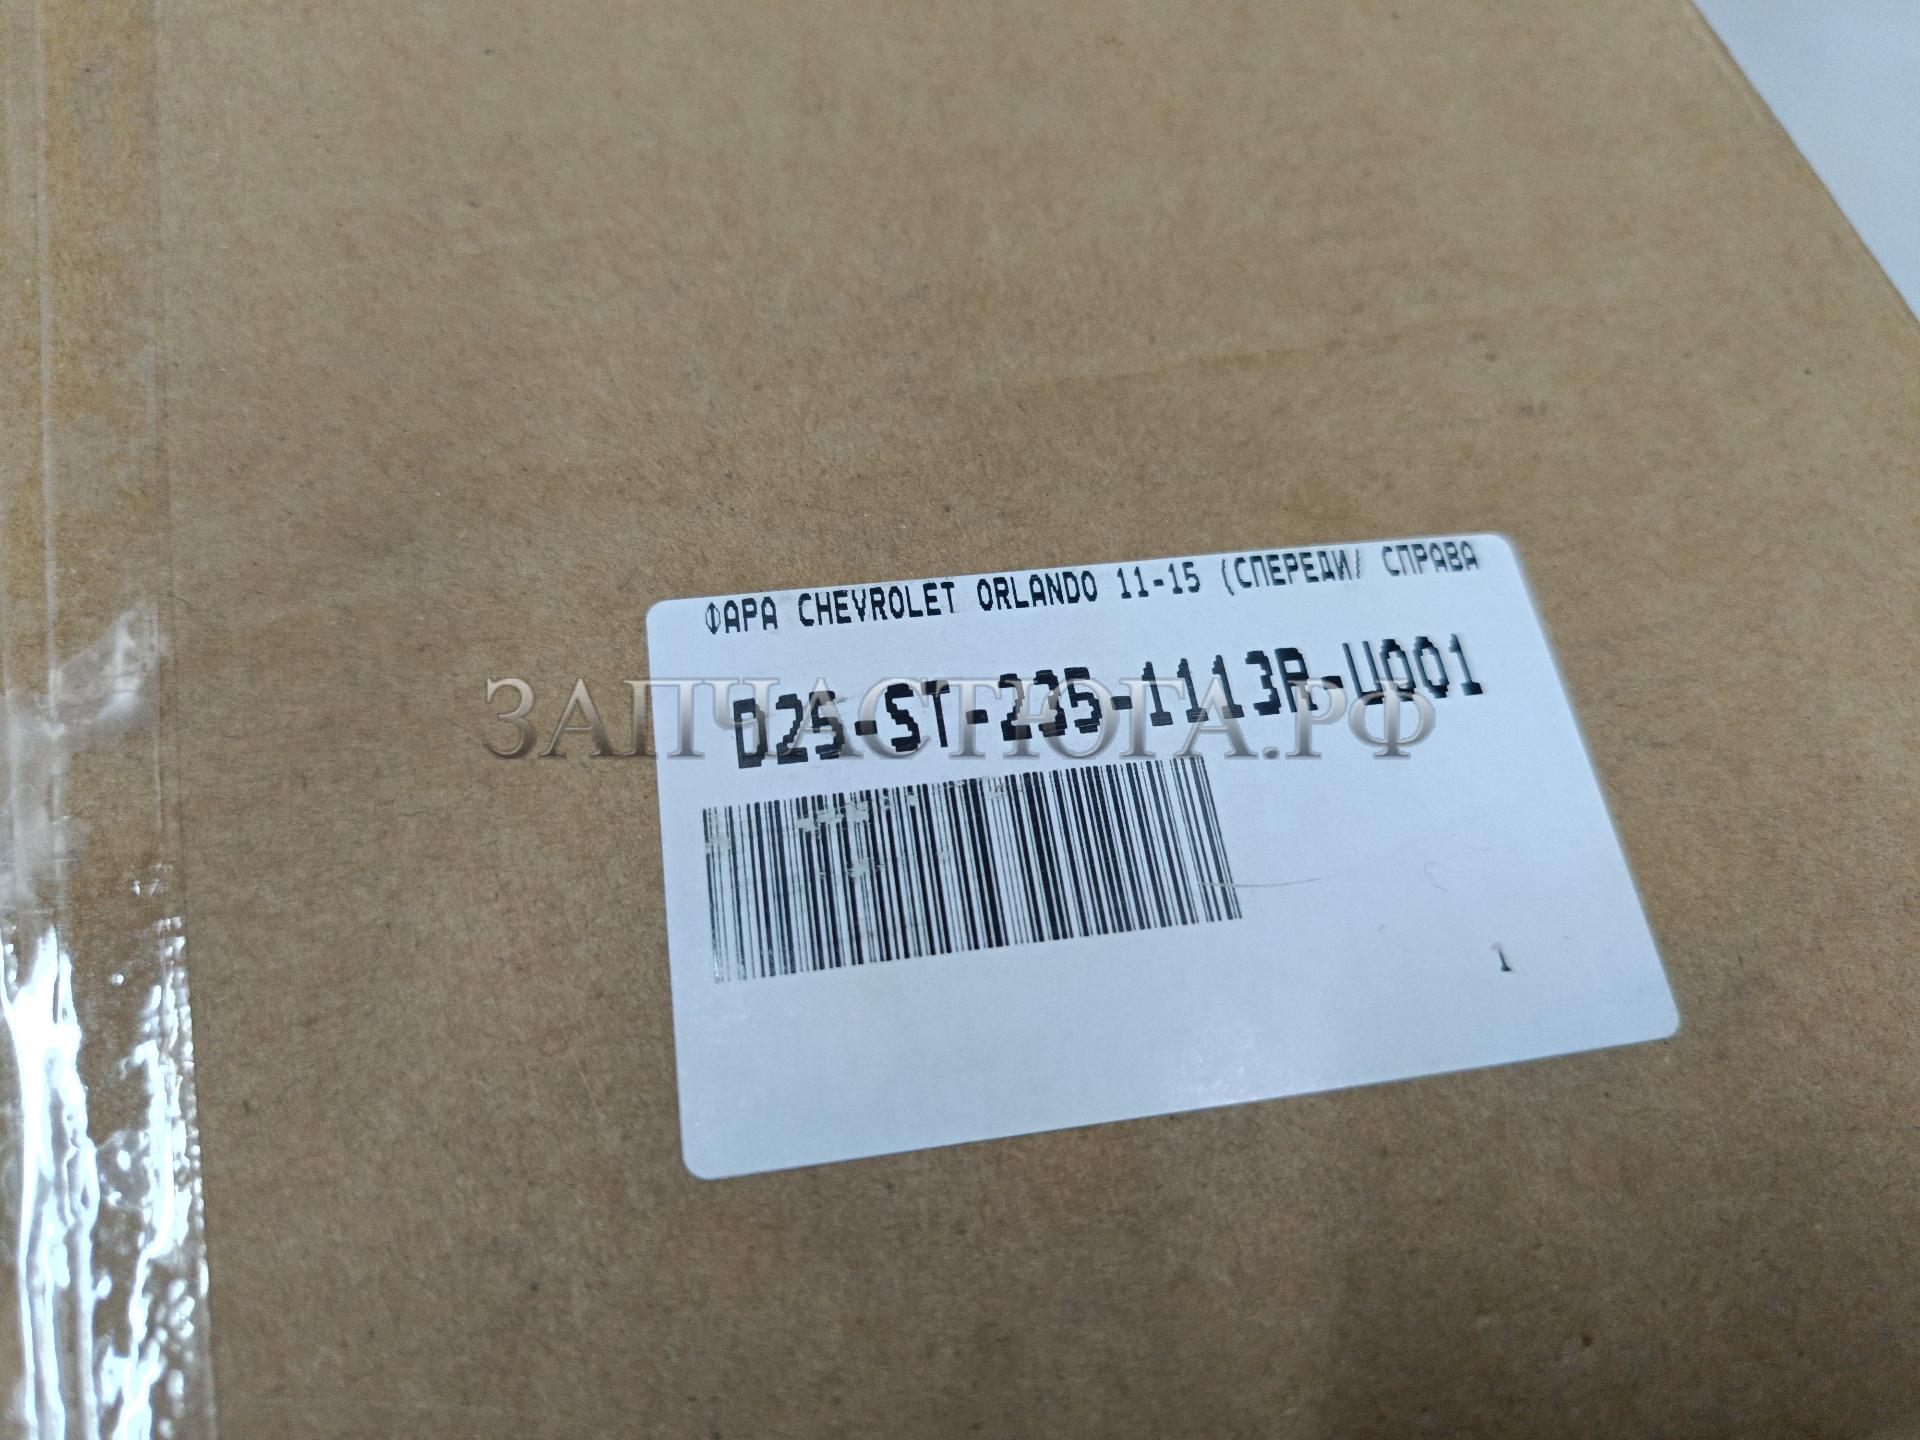 ФАРА CHEVROLET ORLANDO 11-15 (СПЕРЕДИ/ СПРАВА
D25-ST-235-1113R-U001
ЗАПЧАСТЮГА.РФ
1